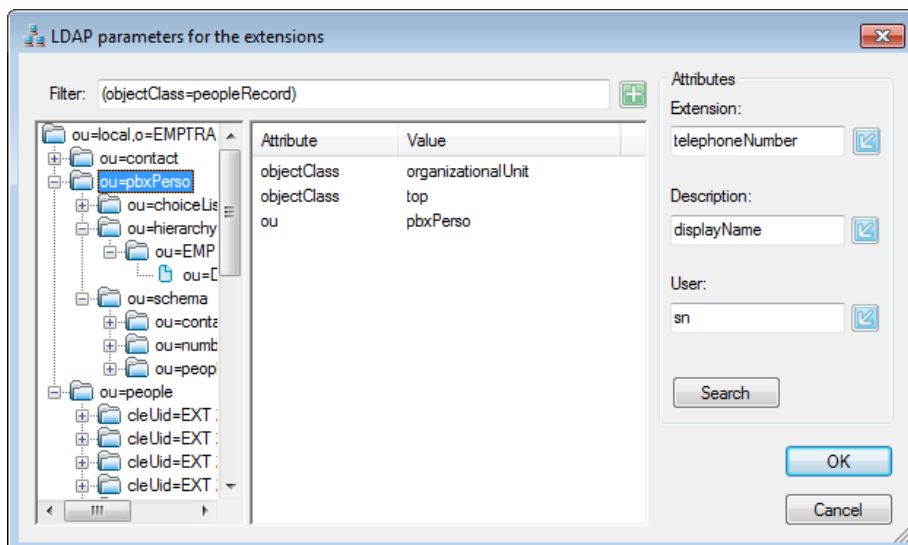 LDAP parameters for the extensions
Filter: (objectClass=peopleRecord)
ou=local,o=EMPTRA
ou=contact
ou=pbxPerso
ou=choiceLis
ou=hierarchy
ou=EMP
ou=D
ou=schema
ou=conta
ou=numb
ou=peopl
ou=people
cleUid=EXT
cleUid=EXT
cleUid=EXT
cleUid=EXT
Attribute Value
objectClass organizationalUnit
objectClass top
ou pbxPerso
Attributes
Extension:
telephoneNumber
Description:
displayName
User:
sn
Search
OK
Cancel